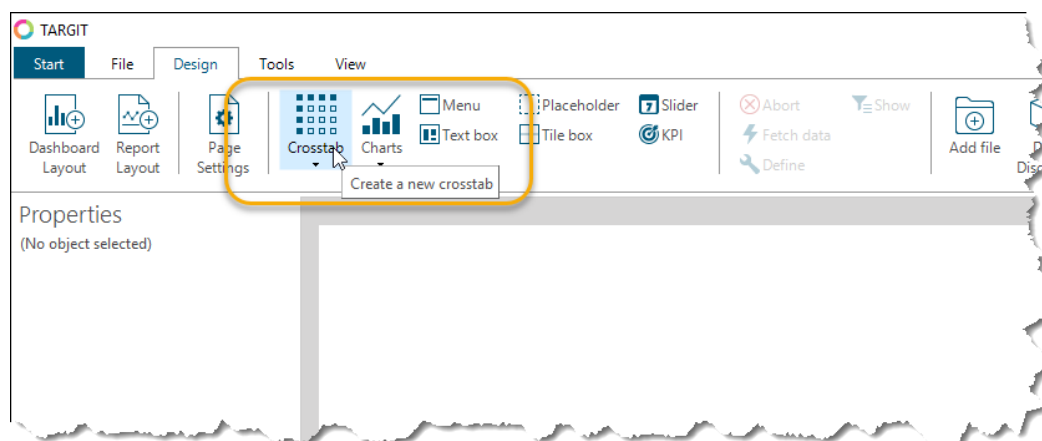 TARGIT
Start File Design Tools View
Dashboard Layout
Report Layout
Page Settings
Crosstab
Charts
Menu
Text box
Placeholder
Tile box
Slider
KPI
Abort
Fetch data
Define
Show
Add file
Create a new crosstab
Properties
(No object selected)